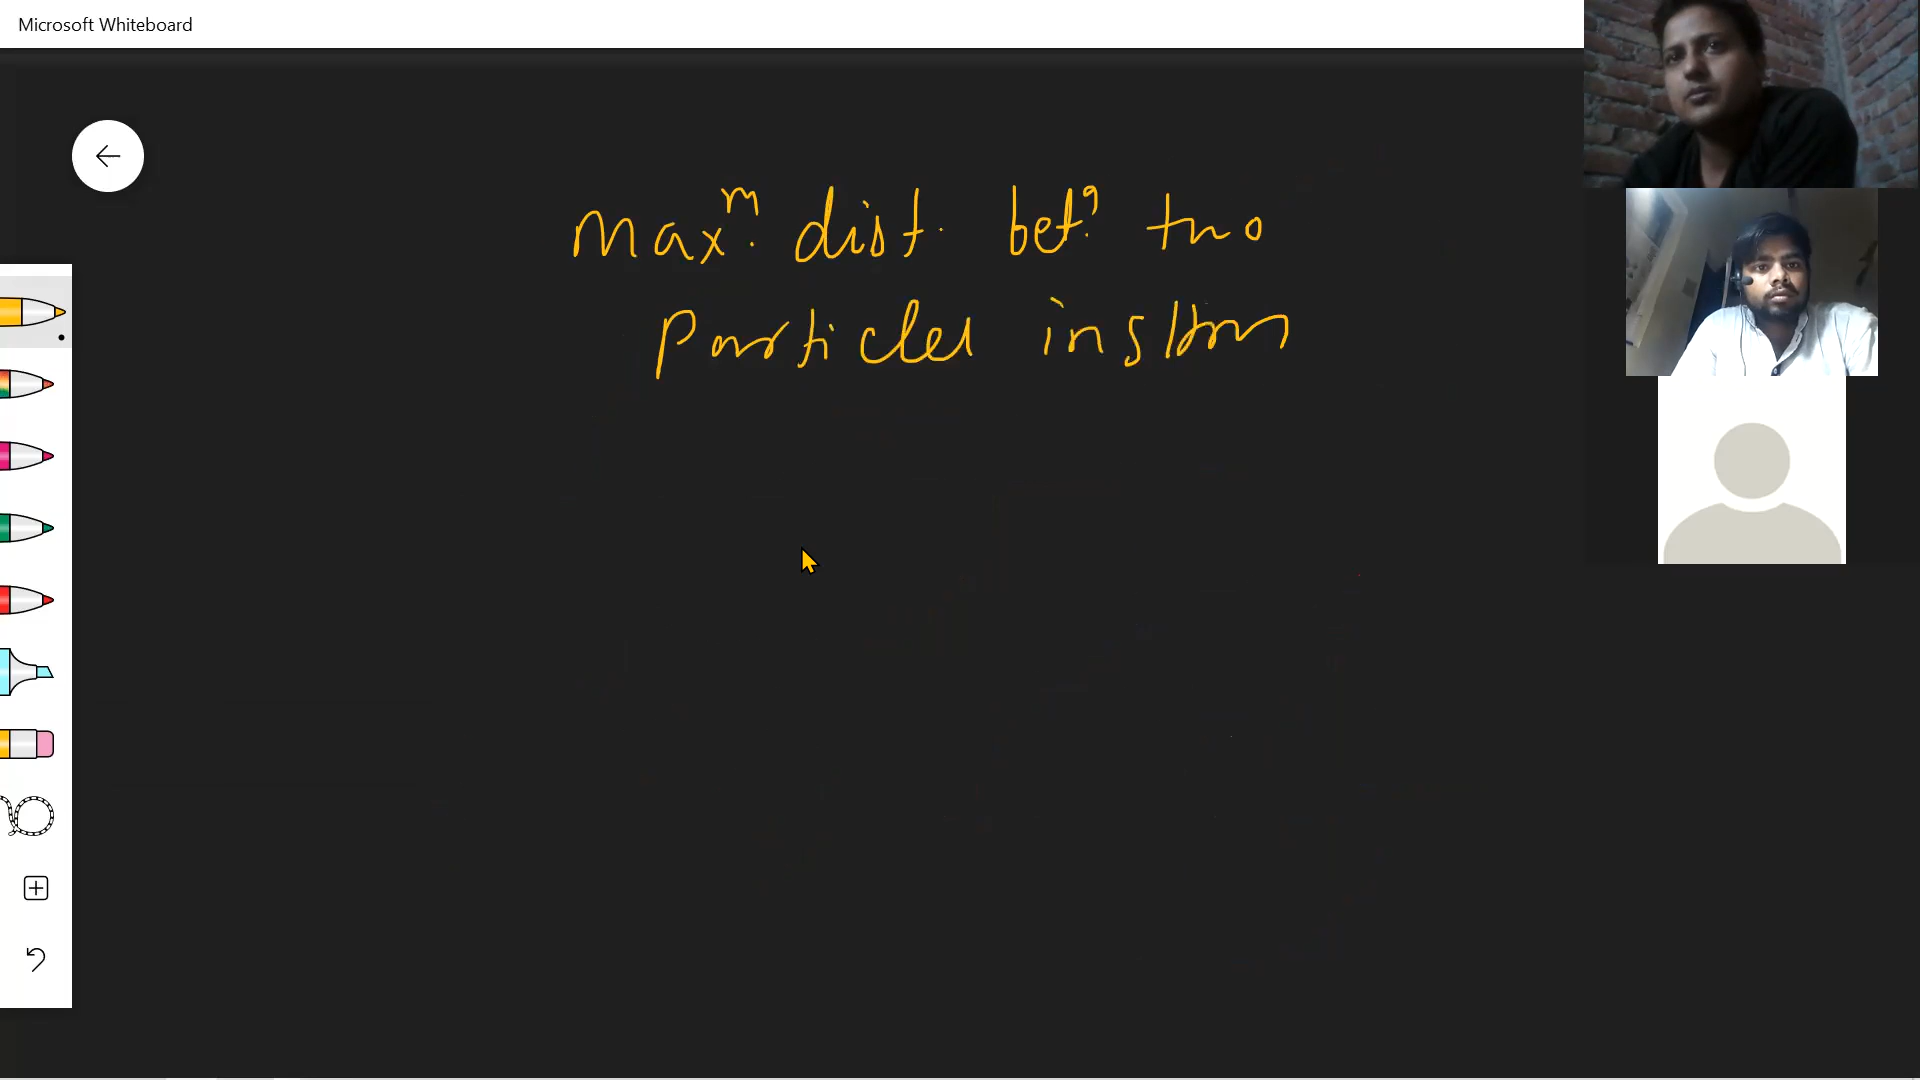 Microsoft Whiteboard
maxᵐ. dist. betⁿ. two
Particles in SHM